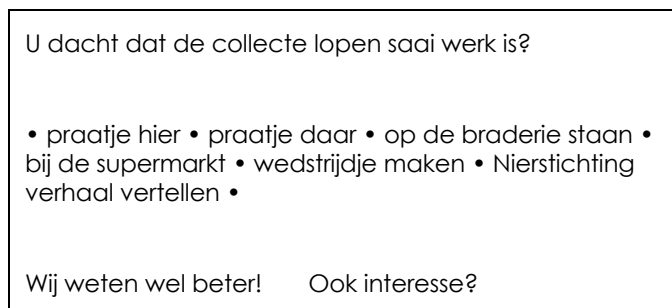 U dacht dat de collecte lopen saai werk is?
• praatje hier • praatje daar • op de braderie staan •
bij de supermarkt • wedstrijdje maken • Nierstichting
verhaal vertellen •
Wij weten wel beter! Ook interesse?